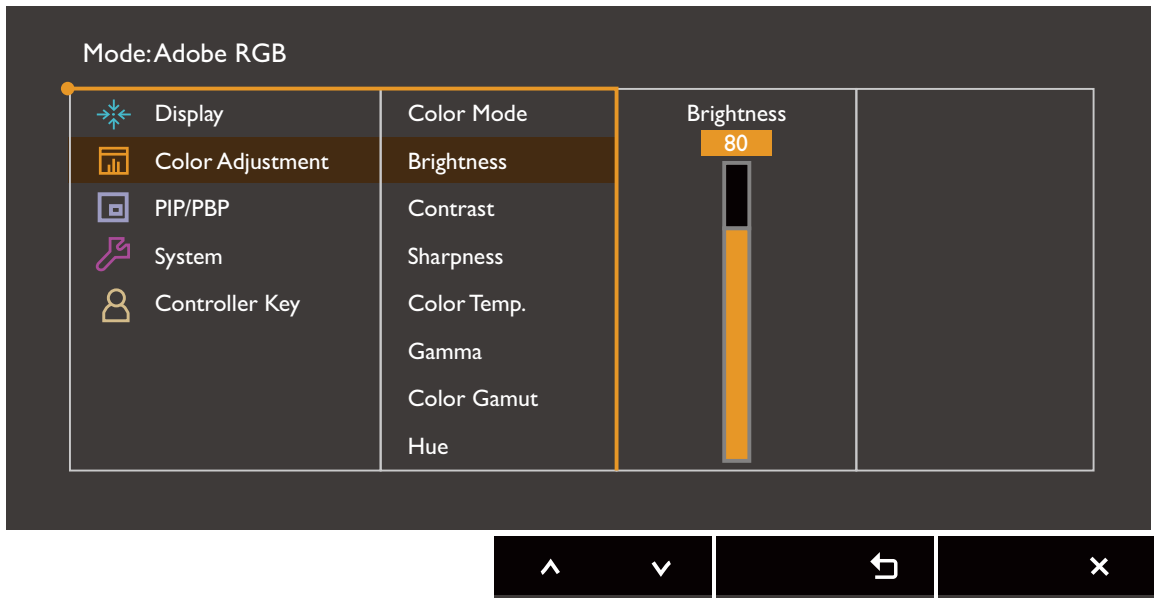 Mode: Adobe RGB
Display
Color Adjustment
PIP/PBP
System
Controller Key
Color Mode
Brightness
Contrast
Sharpness
Color Temp.
Gamma
Color Gamut
Hue
Brightness
80